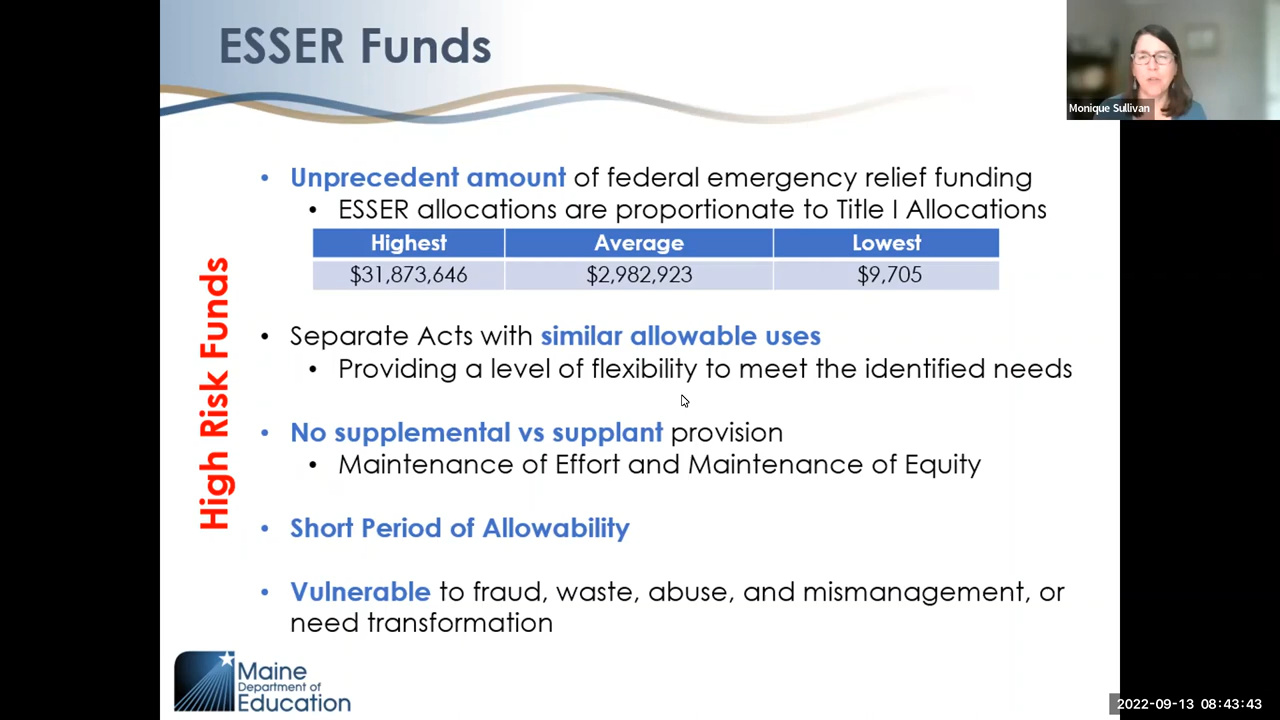 ESSER Funds
Monique Sullivan
High Risk Funds
• Unprecedent amount of federal emergency relief funding
• ESSER allocations are proportionate to Title I Allocations
Highest Average Lowest
$31,873,646 $2,982,923 $9,705
• Separate Acts with similar allowable uses
• Providing a level of flexibility to meet the identified needs
• No supplemental vs supplant provision
• Maintenance of Effort and Maintenance of Equity
• Short Period of Allowability
• Vulnerable to fraud, waste, abuse, and mismanagement, or
need transformation
Maine
Department of
Education
2022-09-13 08:43:43